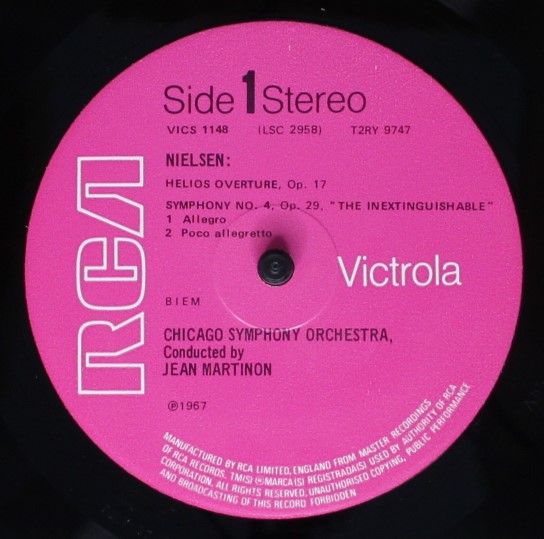 Side 1 Stereo
VICS 1148 (LSC 2958) T2RY 9747
NIELSEN:
HELIOS OVERTURE, Op. 17
SYMPHONY NO. 4, Op. 29, "THE INEXTINGUISHABLE"
1 Allegro
2 Poco allegretto
RCA
Victrola
BIEM
CHICAGO SYMPHONY ORCHESTRA,
Conducted by
JEAN MARTINON
℗1967
MANUFACTURED BY RCA LIMITED, ENGLAND FROM MASTER RECORDINGS
OF RCA RECORDS, TM(S) ®MARCA(S) REGISTRADA(S) USED BY AUTHORITY OF RCA
CORPORATION. ALL RIGHTS RESERVED. UNAUTHORISED COPYING, PUBLIC PERFORMANCE
AND BROADCASTING OF THIS RECORD FORBIDDEN